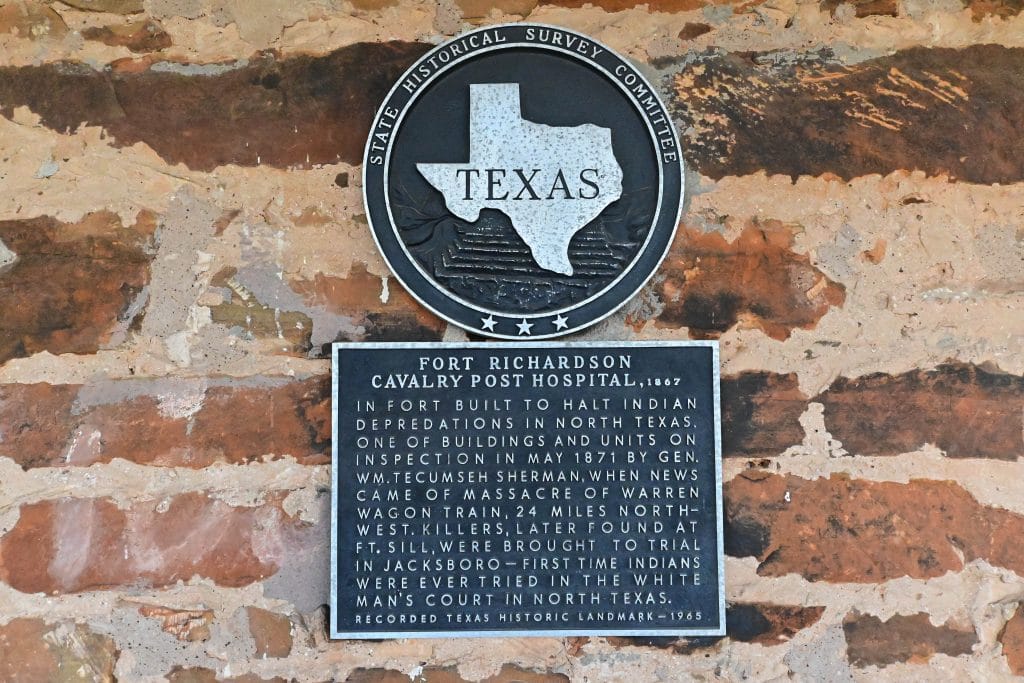 STATE HISTORICAL SURVEY COMMITTEE
TEXAS
FORT RICHARDSON
CAVALRY POST HOSPITAL, 1867
IN FORT BUILT TO HALT INDIAN
DEPREDATIONS IN NORTH TEXAS.
ONE OF BUILDINGS AND UNITS ON
INSPECTION IN MAY 1871 BY GEN.
WM. TECUMSEH SHERMAN, WHEN NEWS
CAME OF MASSACRE OF WARREN
WAGON TRAIN, 24 MILES NORTH-
WEST. KILLERS, LATER FOUND AT
FT. SILL, WERE BROUGHT TO TRIAL
IN JACKSBORO—FIRST TIME INDIANS
WERE EVER TRIED IN THE WHITE
MAN'S COURT IN NORTH TEXAS.
RECORDED TEXAS HISTORIC LANDMARK—1965